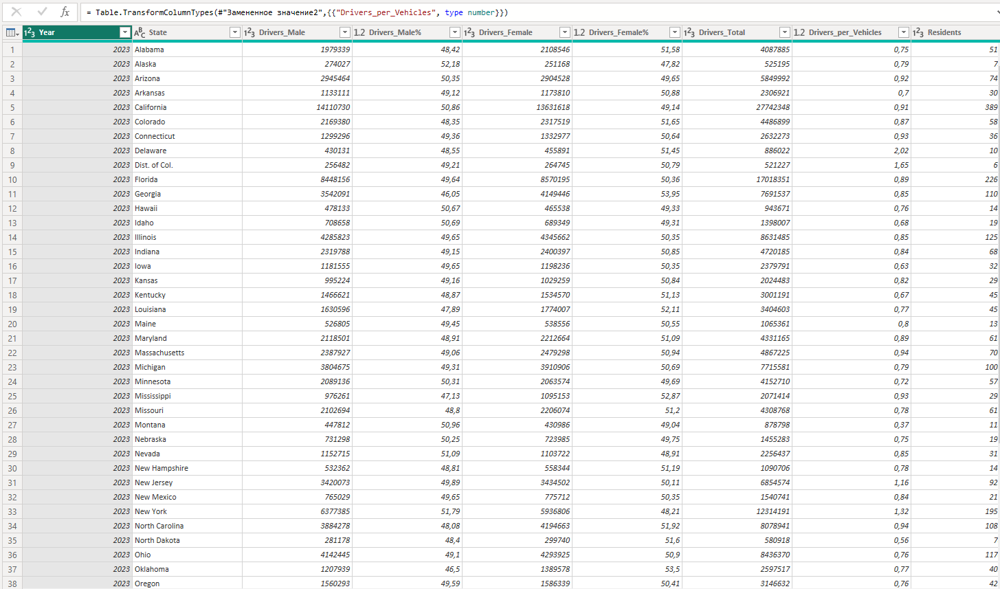 fx = Table.TransformColumnTypes(#"Замененное значение2",{{"Drivers_per_Vehicles", type number}})
1²3 Year ABC State 1²3 Drivers_Male 1.2 Drivers_Male% 1²3 Drivers_Female 1.2 Drivers_Female% 1²3 Drivers_Total 1.2 Drivers_per_Vehicles 1²3 Residents
1 2023 Alabama 1979339 48,42 2108546 51,58 4087885 0,75 51
2 2023 Alaska 274027 52,18 251168 47,82 525195 0,79 7
3 2023 Arizona 2945464 50,35 2904528 49,65 5849992 0,92 74
4 2023 Arkansas 1133111 49,12 1173810 50,88 2306921 0,7 30
5 2023 California 14110730 50,86 13631618 49,14 27742348 0,91 389
6 2023 Colorado 2169380 48,35 2317519 51,65 4486899 0,87 58
7 2023 Connecticut 1299296 49,36 1332977 50,64 2632273 0,93 36
8 2023 Delaware 430131 48,55 455891 51,45 886022 2,02 10
9 2023 Dist. of Col. 256482 49,21 264745 50,79 521227 1,65 6
10 2023 Florida 8448156 49,64 8570195 50,36 17018351 0,89 226
11 2023 Georgia 3542091 46,05 4149446 53,95 7691537 0,85 110
12 2023 Hawaii 478133 50,67 465538 49,33 943671 0,76 14
13 2023 Idaho 708658 50,69 689349 49,31 1398007 0,68 19
14 2023 Illinois 4285823 49,65 4345662 50,35 8631485 0,85 125
15 2023 Indiana 2319788 49,15 2400397 50,85 4720185 0,84 68
16 2023 Iowa 1181555 49,65 1198236 50,35 2379791 0,63 32
17 2023 Kansas 995224 49,16 1029259 50,84 2024483 0,82 29
18 2023 Kentucky 1466621 48,87 1534570 51,13 3001191 0,67 45
19 2023 Louisiana 1630596 47,89 1774007 52,11 3404603 0,77 45
20 2023 Maine 526805 49,45 538556 50,55 1065361 0,8 13
21 2023 Maryland 2118501 48,91 2212664 51,09 4331165 0,89 61
22 2023 Massachusetts 2387927 49,06 2479298 50,94 4867225 0,94 70
23 2023 Michigan 3804675 49,31 3910906 50,69 7715581 0,79 100
24 2023 Minnesota 2089136 50,31 2063574 49,69 4152710 0,72 57
25 2023 Mississippi 976261 47,13 1095153 52,87 2071414 0,93 29
26 2023 Missouri 2102694 48,8 2206074 51,2 4308768 0,78 61
27 2023 Montana 447812 50,96 430986 49,04 878798 0,37 11
28 2023 Nebraska 731298 50,25 723985 49,75 1455283 0,75 19
29 2023 Nevada 1152715 51,09 1103722 48,91 2256437 0,85 31
30 2023 New Hampshire 532362 48,81 558344 51,19 1090706 0,78 14
31 2023 New Jersey 3420073 49,89 3434502 50,11 6854574 1,16 92
32 2023 New Mexico 765029 49,65 775712 50,35 1540741 0,84 21
33 2023 New York 6377385 51,79 5936806 48,21 12314191 1,32 195
34 2023 North Carolina 3884278 48,08 4194663 51,92 8078941 0,94 108
35 2023 North Dakota 281178 48,4 299740 51,6 580918 0,56 7
36 2023 Ohio 4142445 49,1 4293925 50,9 8436370 0,76 117
37 2023 Oklahoma 1207939 46,5 1389578 53,5 2597517 0,77 40
38 2023 Oregon 1560293 49,59 1586339 50,41 3146632 0,76 42